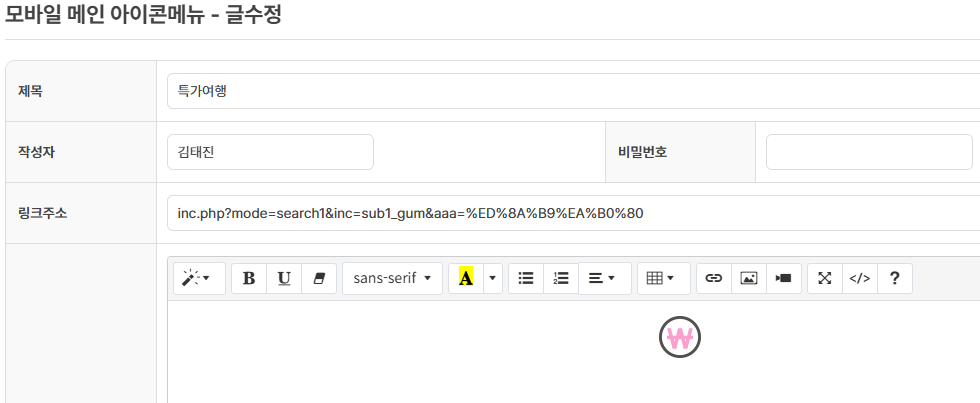 모바일 메인 아이콘메뉴 - 글수정
제목 특가여행
작성자 김태진 비밀번호
링크주소 inc.php?mode=search1&inc=sub1_gum&aaa=%ED%8A%B9%EA%B0%80
B U sans-serif A </> ?
₩